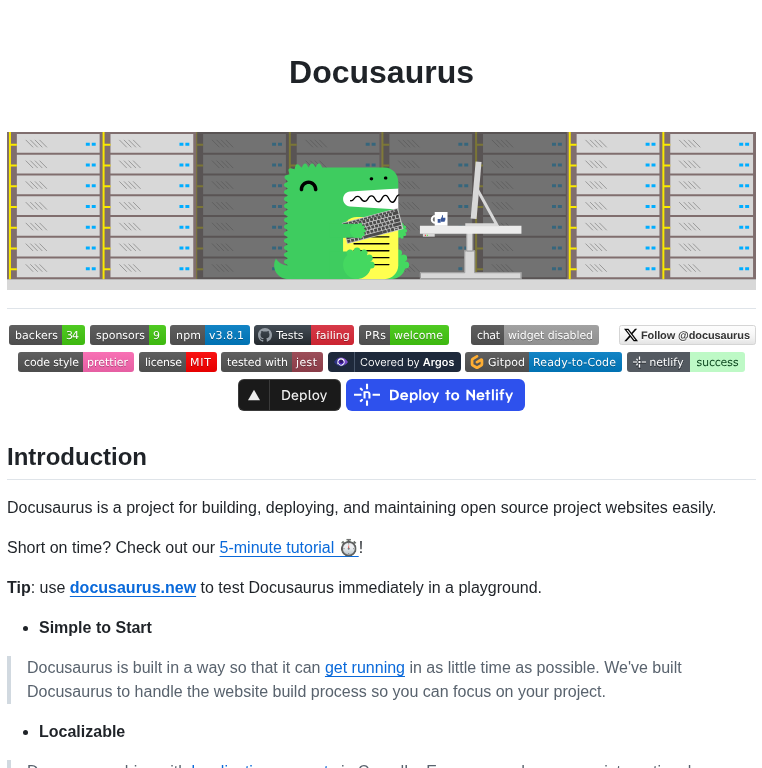 Docusaurus
backers 34 sponsors 9 npm v3.8.1 Tests failing PRs welcome chat widget disabled Follow @docusaurus
code style prettier license MIT tested with jest Covered by Argos Gitpod Ready-to-Code netlify success
Deploy Deploy to Netlify
Introduction
Docusaurus is a project for building, deploying, and maintaining open source project websites easily.
Short on time? Check out our 5-minute tutorial ⏱️!
Tip: use docusaurus.new to test Docusaurus immediately in a playground.
• Simple to Start
Docusaurus is built in a way so that it can get running in as little time as possible. We've built
Docusaurus to handle the website build process so you can focus on your project.
• Localizable